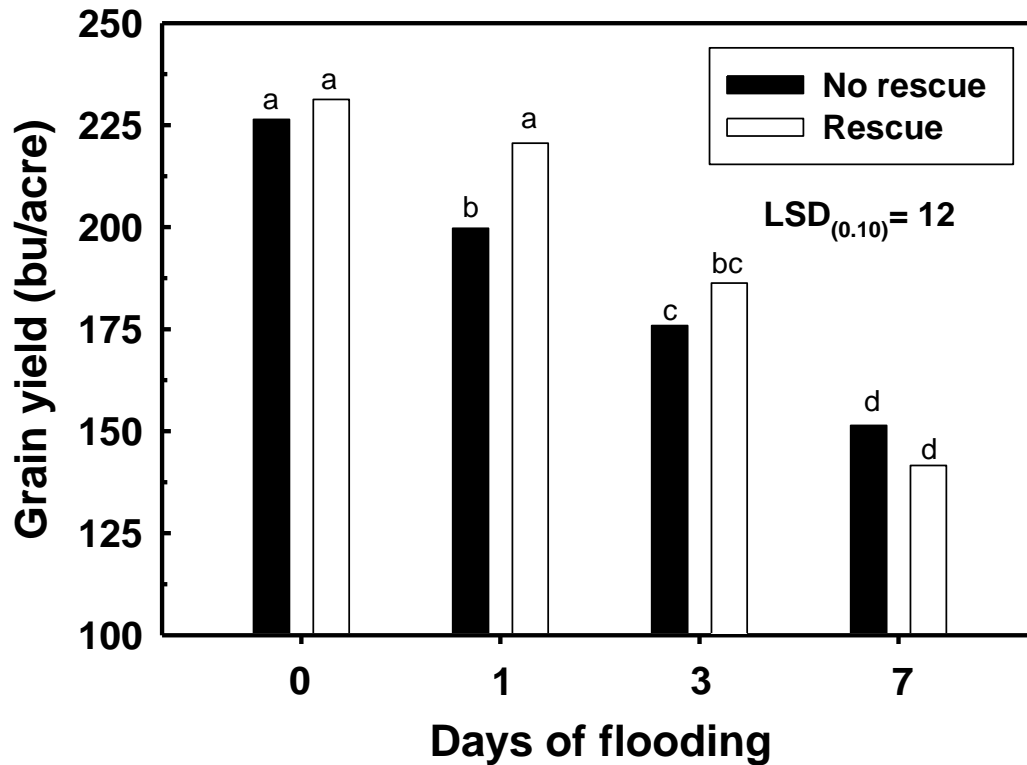 Grain yield (bu/acre)
250
225
200
175
150
125
100
No rescue
Rescue
LSD(0.10)= 12
a
a
b
a
c
bc
d
d
0
1
3
7
Days of flooding